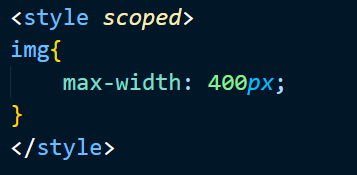 <style scoped>
img{
    max-width: 400px;
}
</style>